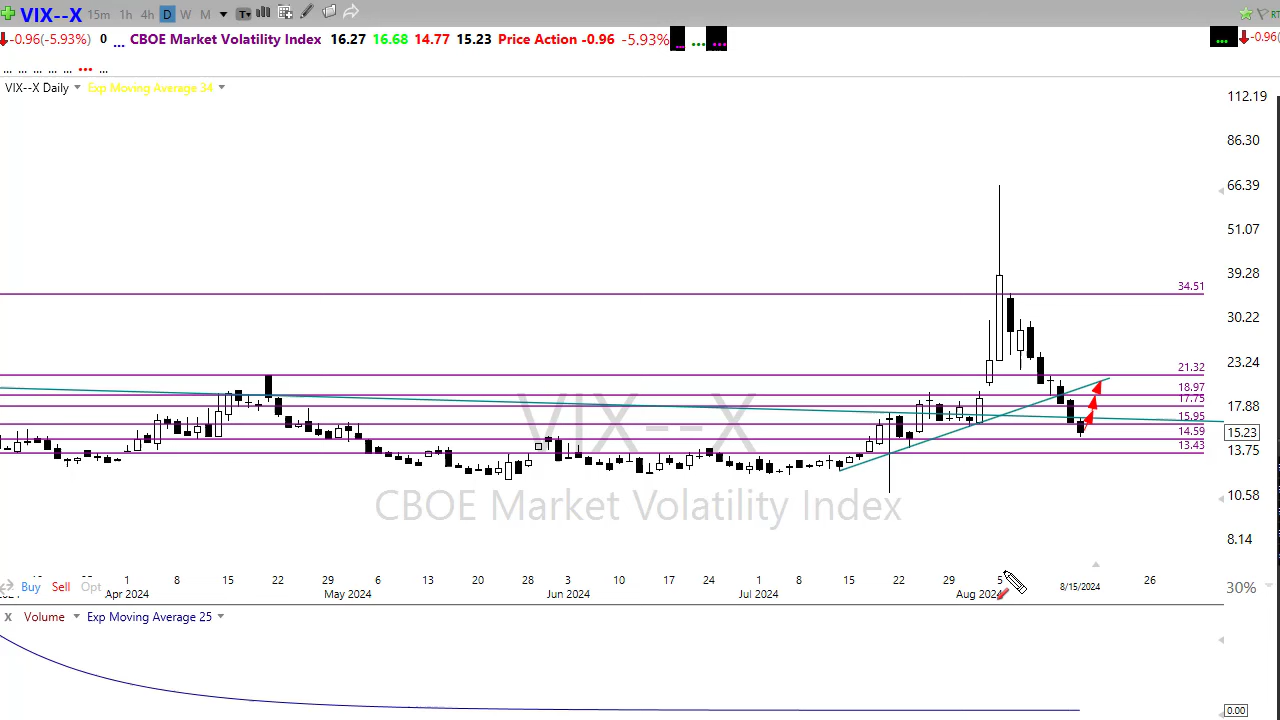 VIX--X 15m 1h 4h D W M T RT
-0.96(-5.93%) 0 ... CBOE Market Volatility Index 16.27 16.68 14.77 15.23 Price Action -0.96 -5.93% ... ... ... ... -0.96(
... ... ... ... ... ... ...
VIX--X Daily Exp Moving Average 34
112.19
86.30
66.39
51.07
39.28
34.51
30.22
23.24
21.32
18.97
17.75
17.88
15.95
15.23
14.59
13.75
13.43
10.58
8.14
VIX--X
CBOE Market Volatility Index
1 8 15 22 29 6 13 20 28 3 10 17 24 1 8 15 22 29 5 26
Buy Sell Opt 8/15/2024 30%
Apr 2024 May 2024 Jun 2024 Jul 2024 Aug 2024
X Volume Exp Moving Average 25
0.00